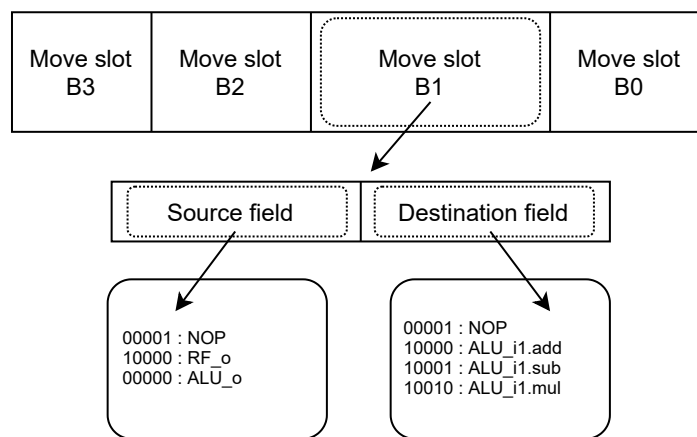 Move slot
B3
Move slot
B2
Move slot
B1
Move slot
B0
Source field
Destination field
00001 : NOP
10000 : RF_o
00000 : ALU_o
00001 : NOP
10000 : ALU_i1.add
10001 : ALU_i1.sub
10010 : ALU_i1.mul